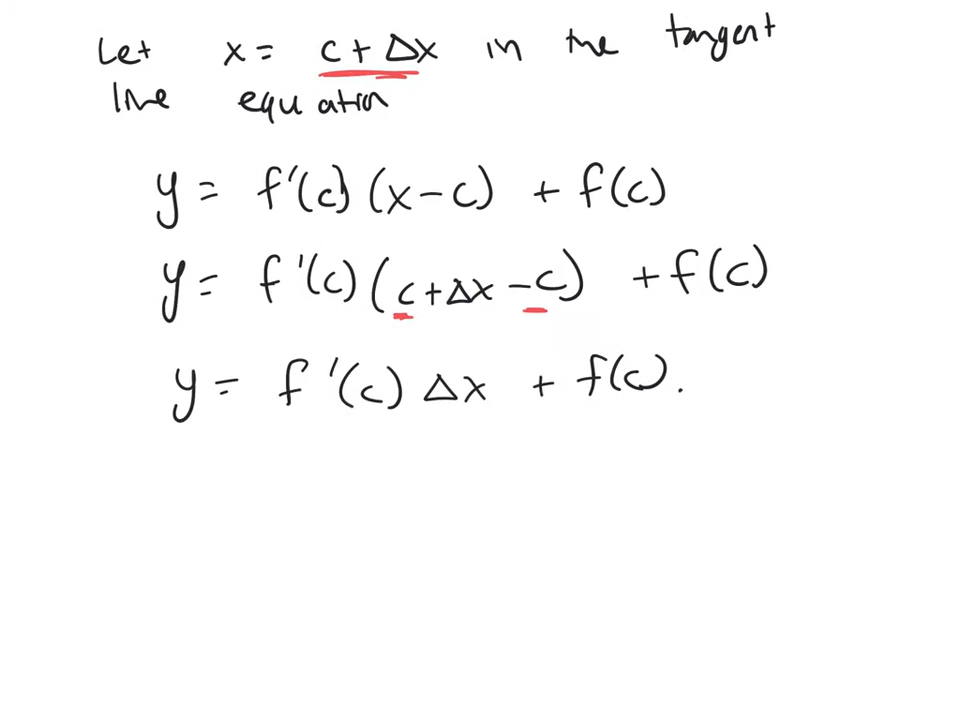 Let x = c + Δx in the tangent
line equation
y = f'(c) (x - c) + f(c)
y = f'(c) (c + Δx - c) + f(c)
y = f'(c) Δx + f(c).